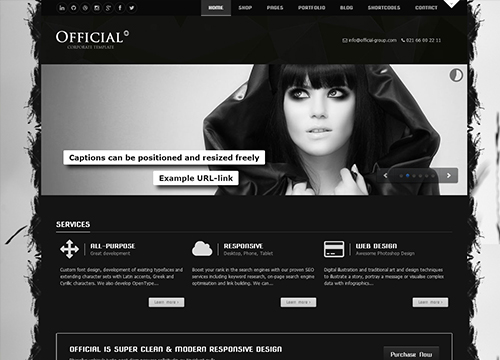 HOME SHOP PAGES PORTFOLIO BLOG SHORTCODES CONTACT
OFFICIAL
CORPORATE TEMPLATE
info@official-group.com 021 66 00 22 11
Captions can be positioned and resized freely
Example URL-link
SERVICES
ALL-PURPOSE
Great development
Custom font design, development of existing typefaces and
extending character sets with Latin accents, Greek and
Cyrillic characters. We also develop OpenType...
Learn more ›
RESPONSIVE
Desktop, Phone, Tablet
Boost your rank in the search engines with our proven SEO
services including keyword research, on-page search engine
optimisation and link building. We can...
Learn more ›
WEB DESIGN
Awesome Photoshop Design
Digital illustration and traditional art and design techniques
to illustrate a story, portray a message or visualise complex
data with infographics...
Learn more ›
OFFICIAL IS SUPER CLEAN & MODERN RESPONSIVE DESIGN
Purchase Now